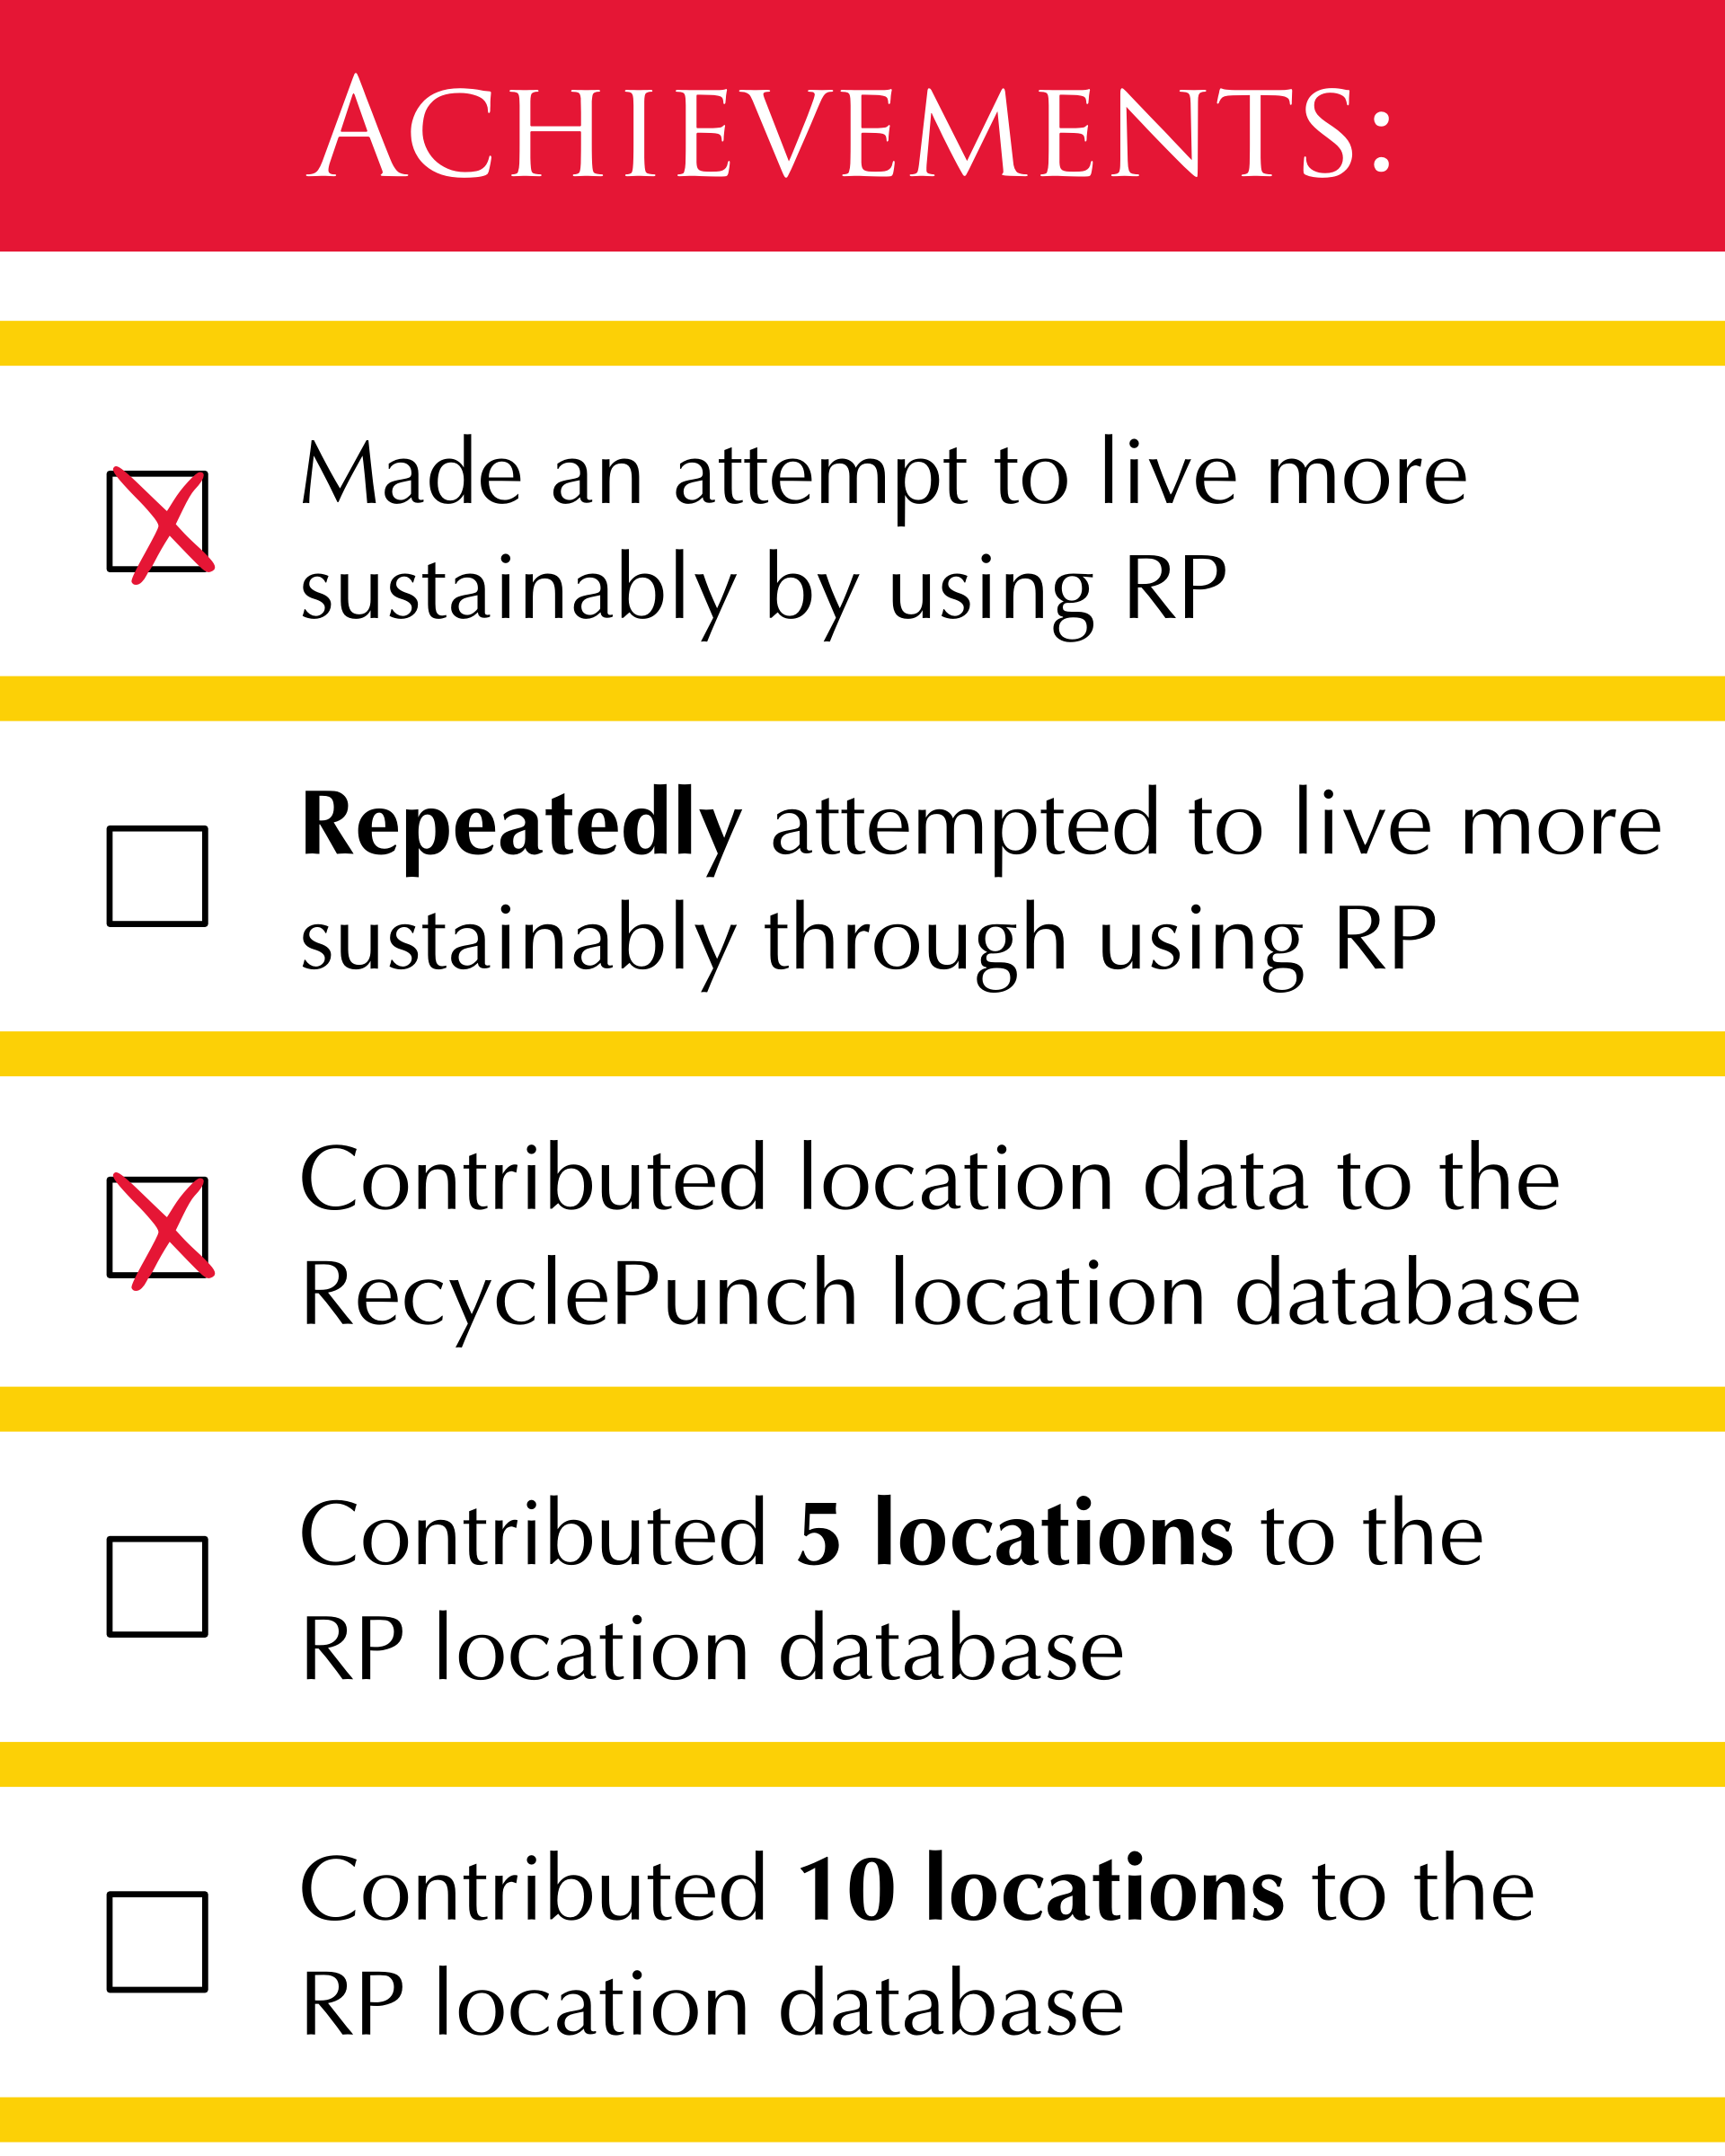 ACHIEVEMENTS:
Made an attempt to live more
sustainably by using RP
Repeatedly attempted to live more
sustainably through using RP
Contributed location data to the
RecyclePunch location database
Contributed 5 locations to the
RP location database
Contributed 10 locations to the
RP location database